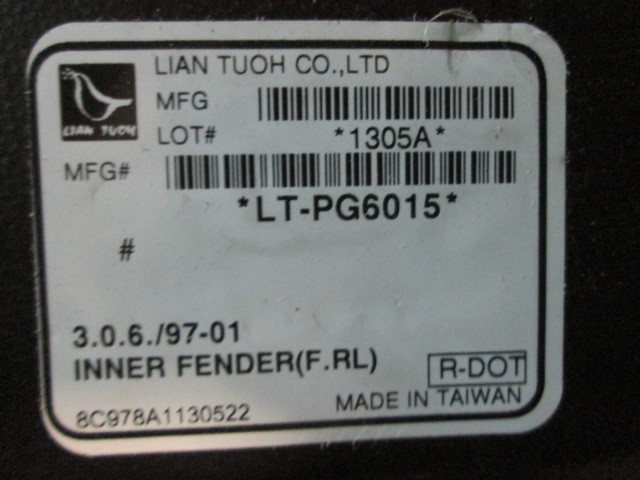 LIAN TUOH CO.,LTD
LIAN TUOH
MFG
LOT#
*1305A*
MFG#
*LT-PG6015*
#
3.0.6./97-01
INNER FENDER(F.RL)
R-DOT
8C978A1130522
MADE IN TAIWAN